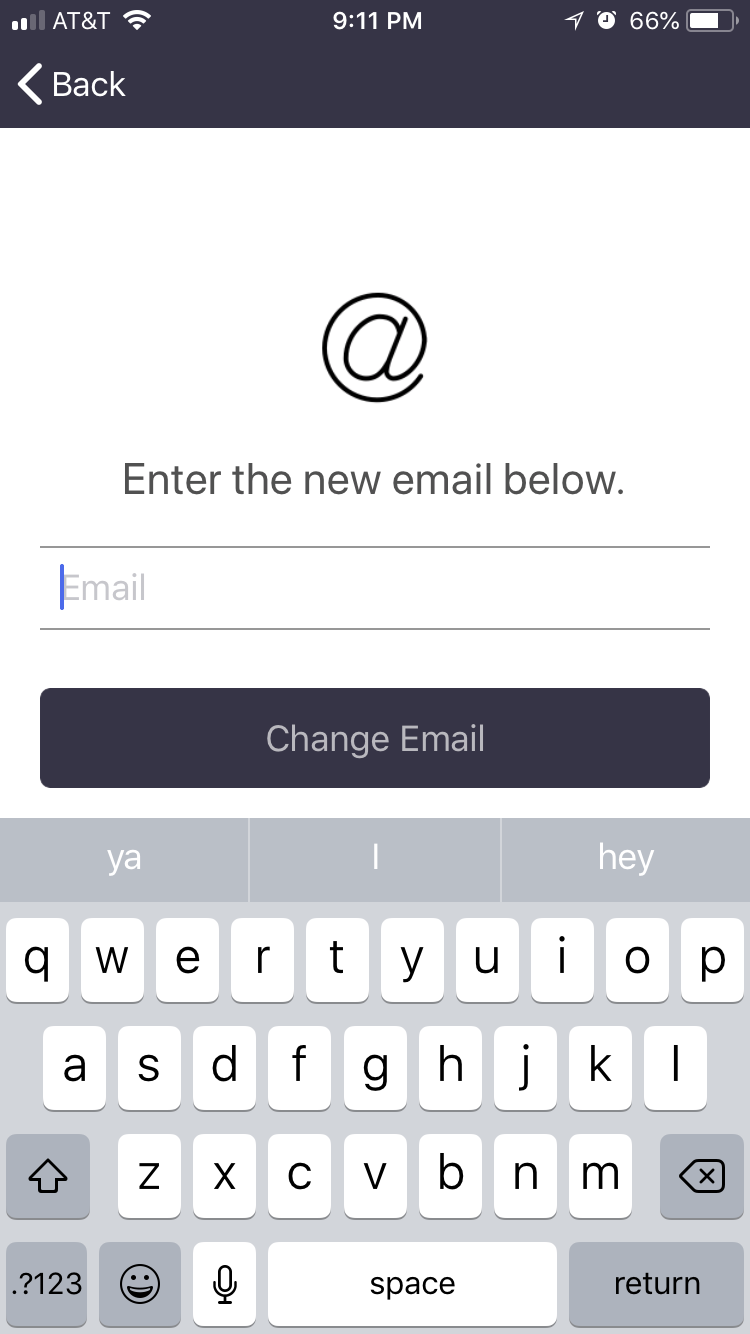 AT&T 9:11 PM 66%
Back
@
Enter the new email below.
Email
Change Email
ya I hey
q w e r t y u i o p
a s d f g h j k l
z x c v b n m
.?123 space return